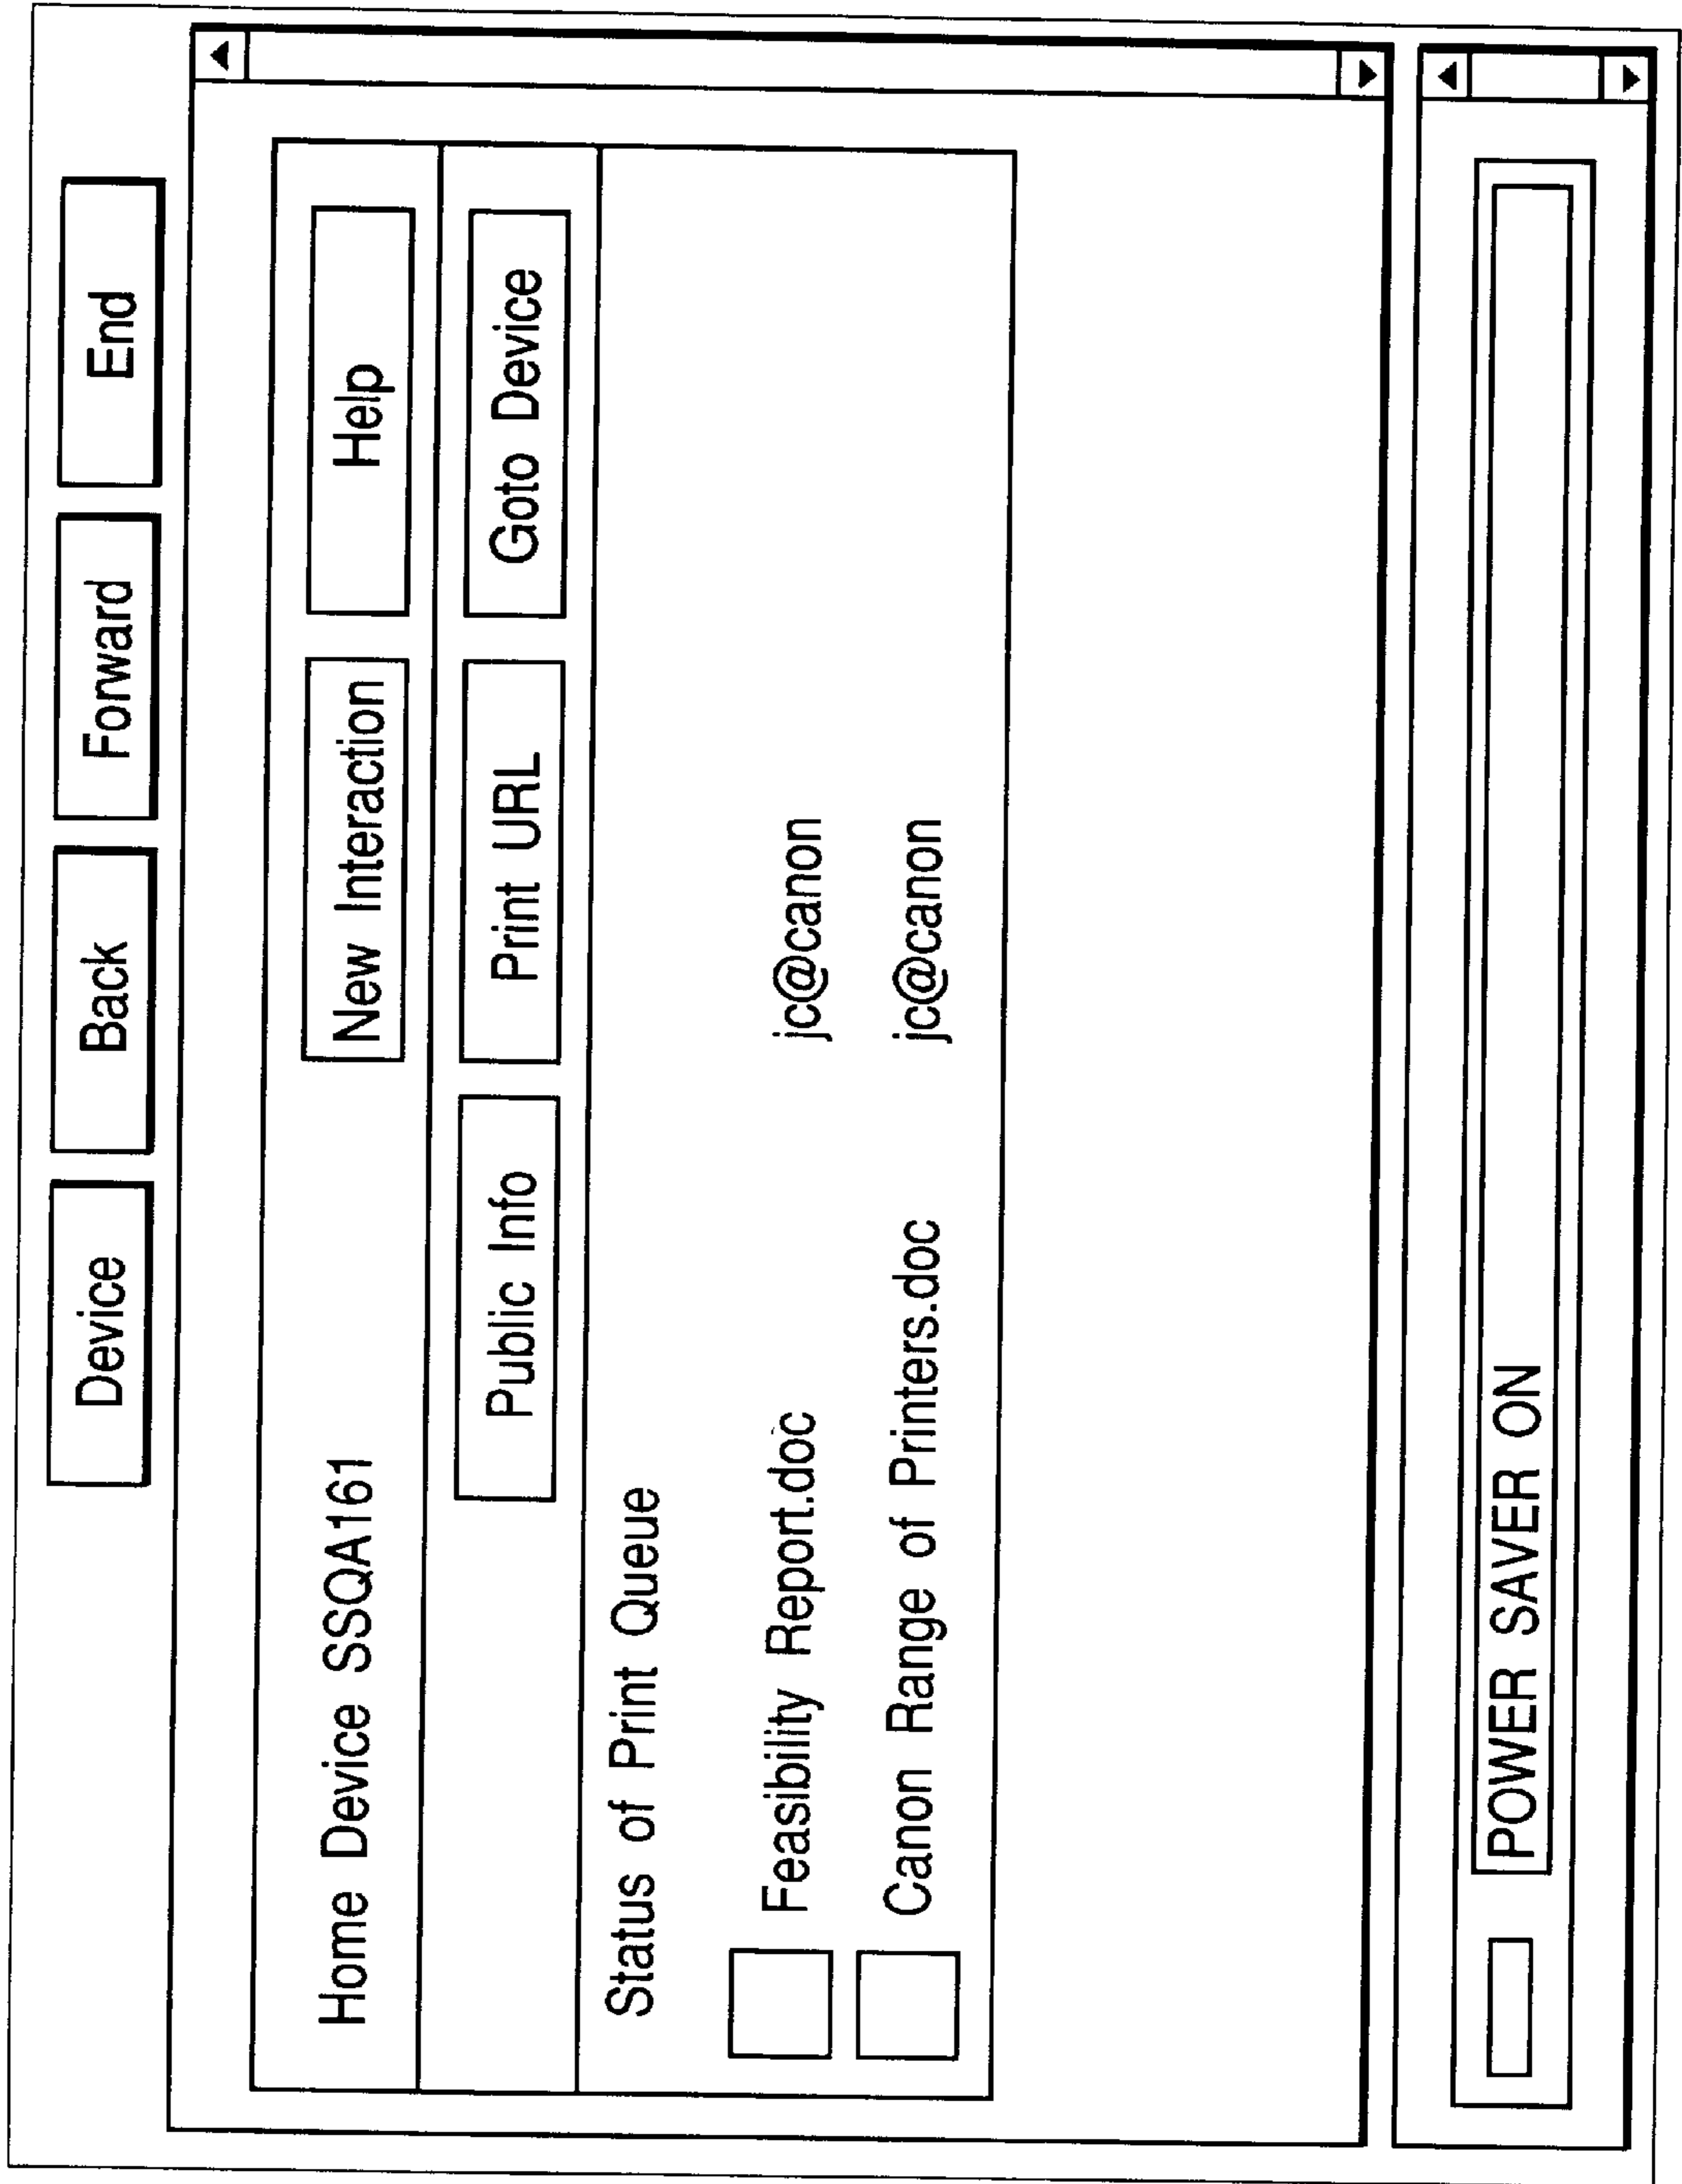 Device Back Forward End
Home Device SSQA161 New Interaction Help
Public Info Print URL Goto Device
Status of Print Queue
Feasibility Report.doc jc@canon
Canon Range of Printers.doc jc@canon
POWER SAVER ON